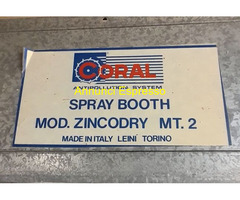 CORAL
ANTIPOLLUTION SYSTEM
SPRAY BOOTH
MOD. ZINCODRY MT. 2
MADE IN ITALY LEINI' TORINO